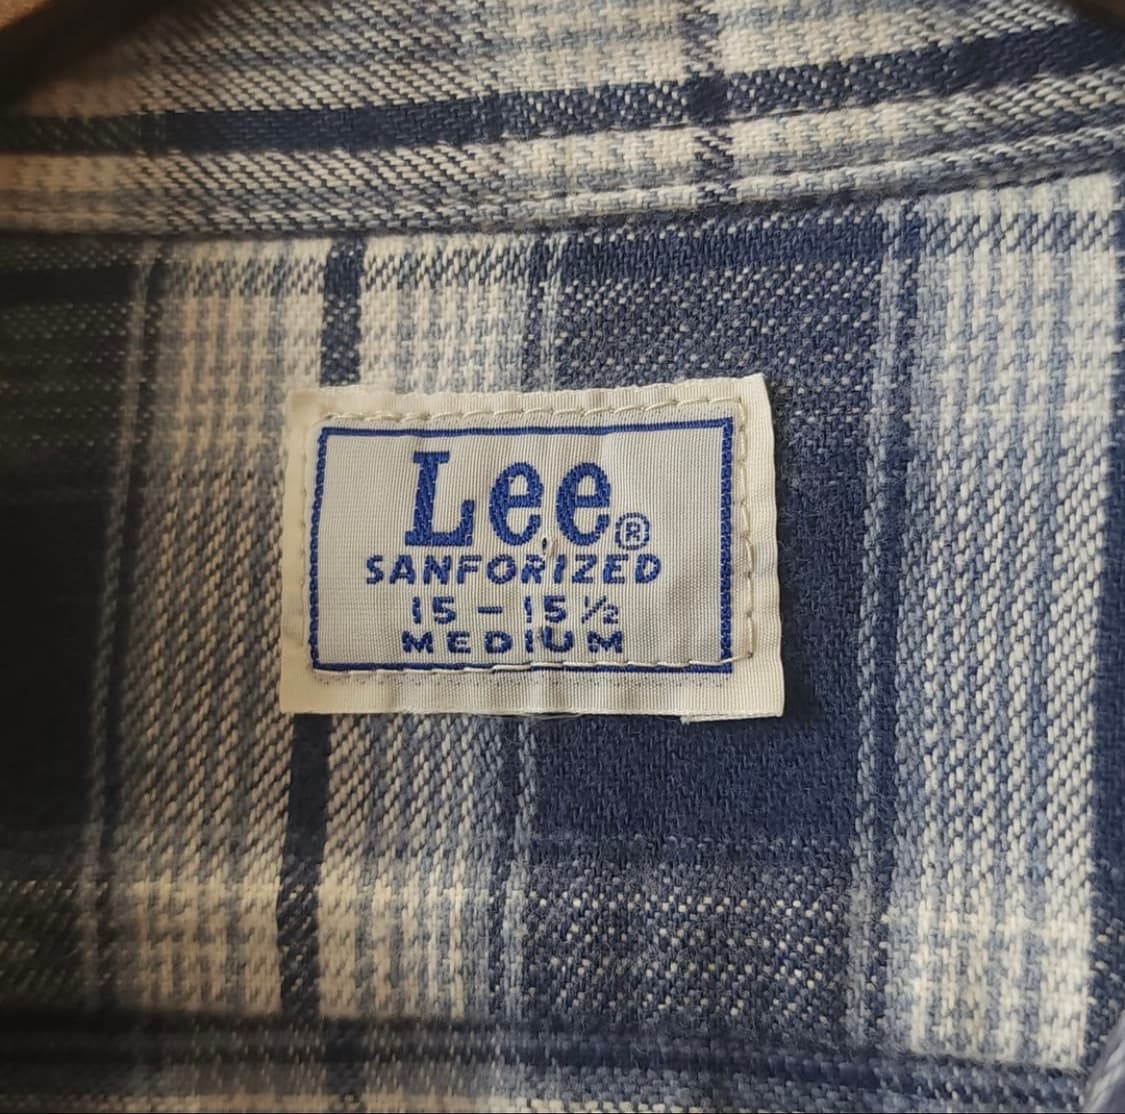 Lee®
SANFORIZED
15 - 15½
MEDIUM